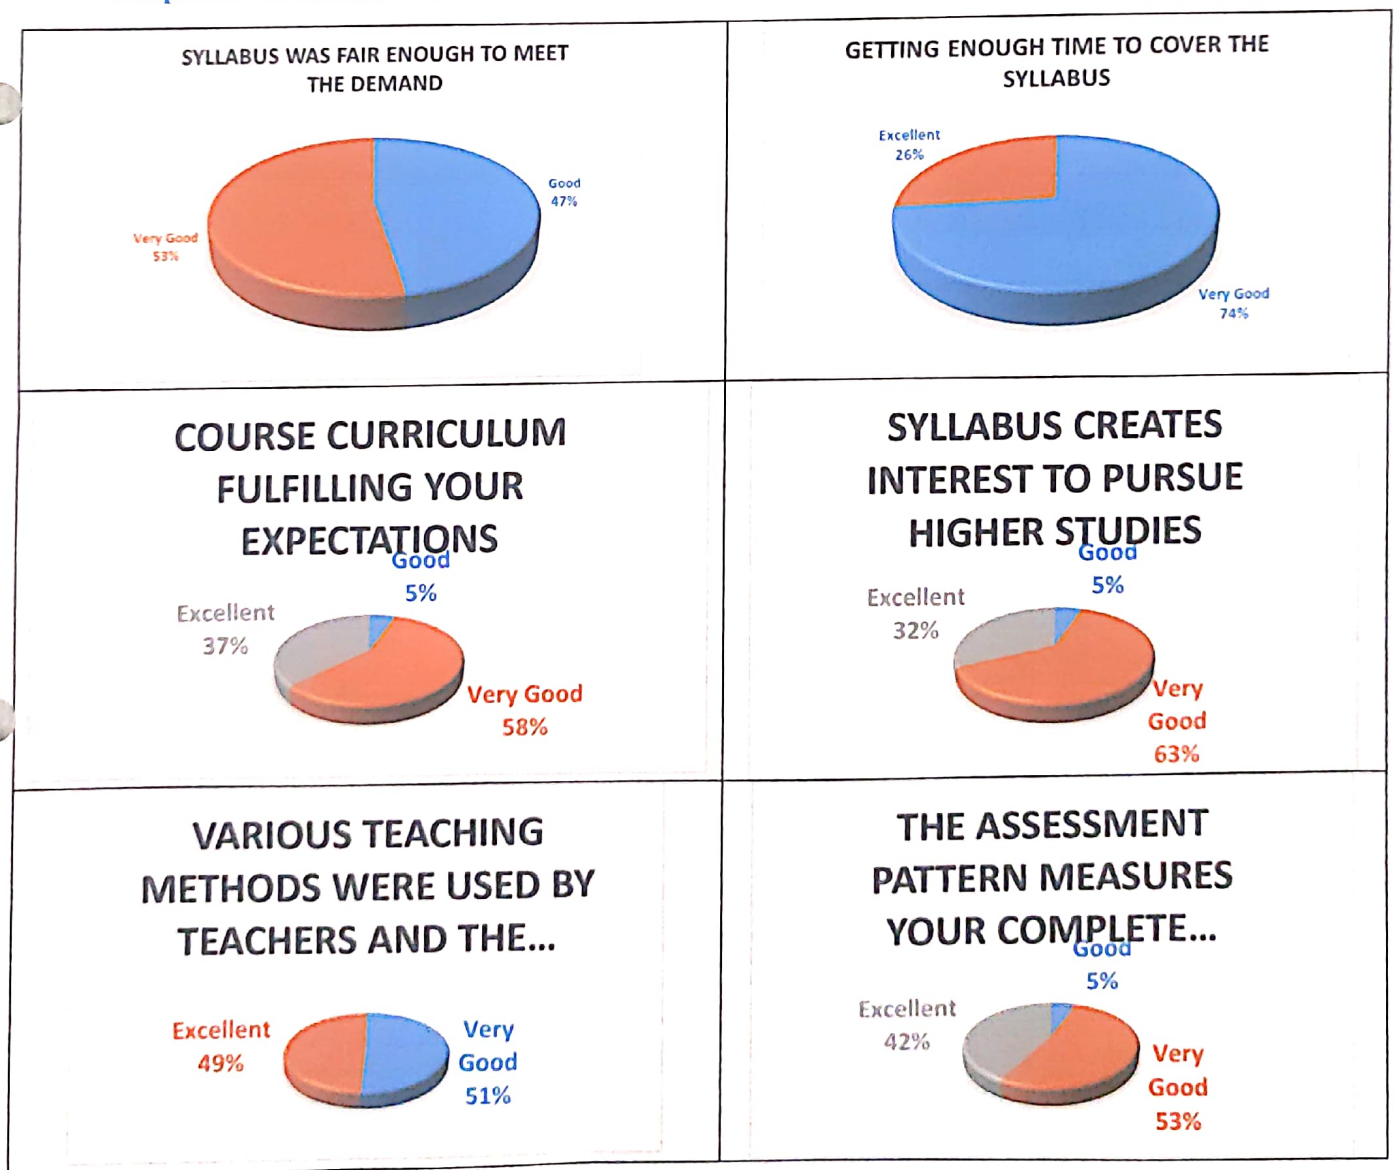 SYLLABUS WAS FAIR ENOUGH TO MEET
THE DEMAND
Good
47%
Very Good
53%
GETTING ENOUGH TIME TO COVER THE
SYLLABUS
Excellent
26%
Very Good
74%
COURSE CURRICULUM
FULFILLING YOUR
EXPECTATIONS
Good
5%
Excellent
37%
Very Good
58%
SYLLABUS CREATES
INTEREST TO PURSUE
HIGHER STUDIES
Good
5%
Excellent
32%
Very
Good
63%
VARIOUS TEACHING
METHODS WERE USED BY
TEACHERS AND THE...
Excellent
49%
Very
Good
51%
THE ASSESSMENT
PATTERN MEASURES
YOUR COMPLETE...
Good
5%
Excellent
42%
Very
Good
53%